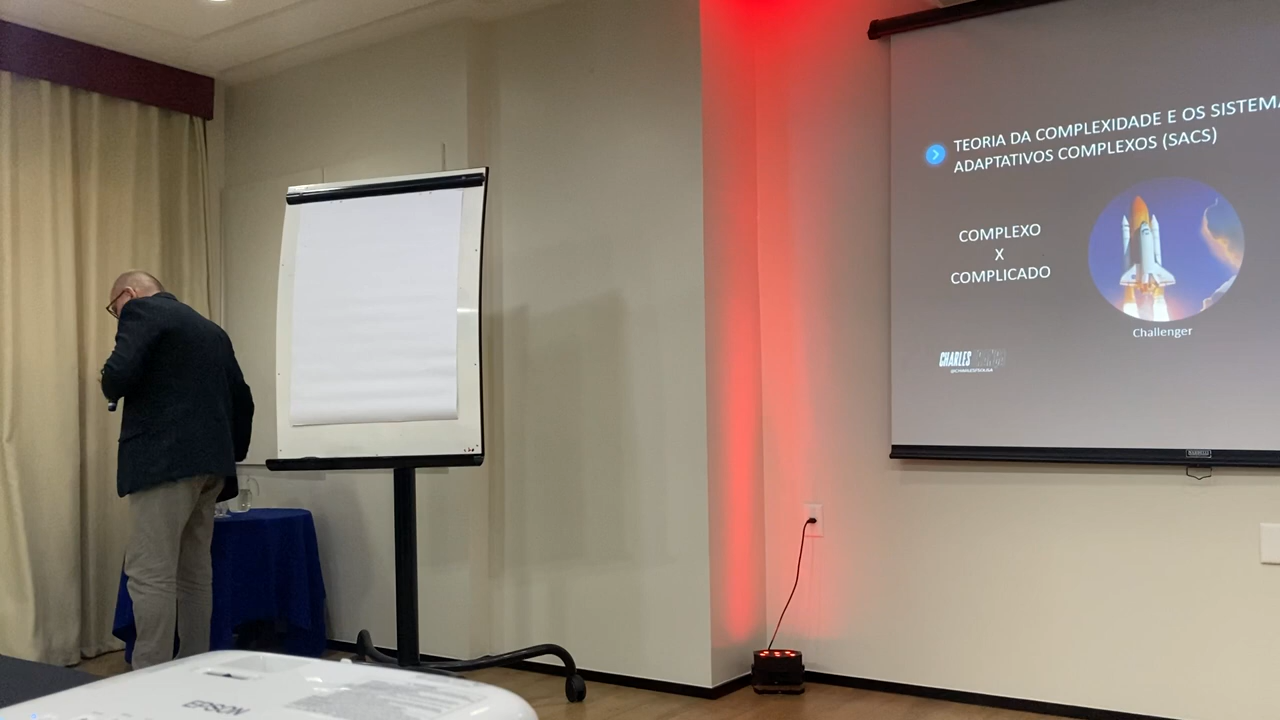 TEORIA DA COMPLEXIDADE E OS SISTEMA
ADAPTATIVOS COMPLEXOS (SACS)
COMPLEXO
X
COMPLICADO
Challenger
CHARLES
EPSON